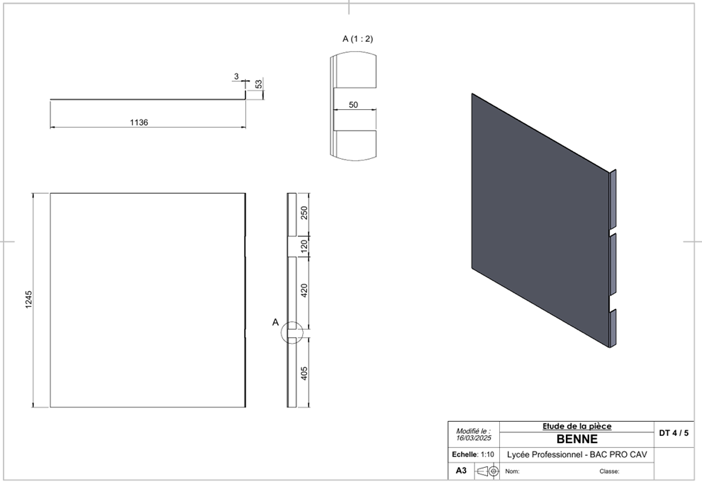 A (1 : 2)
3
53
1136
50
250
120
420
405
1245
A
Modifié le :
16/03/2025
Etude de la pièce
BENNE
DT 4 / 5
Echelle: 1:10
Lycée Professionnel - BAC PRO CAV
A3
Nom:
Classe: